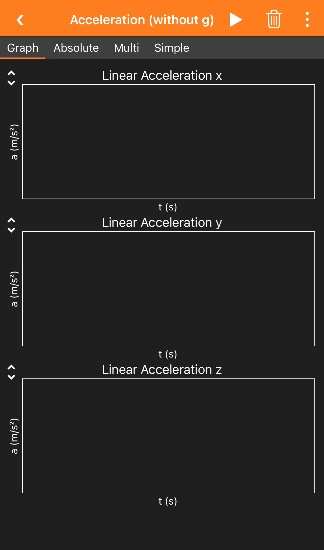 Acceleration (without g)
Graph Absolute Multi Simple
Linear Acceleration x
a (m/s²)
t (s)
Linear Acceleration y
a (m/s²)
t (s)
Linear Acceleration z
a (m/s²)
t (s)